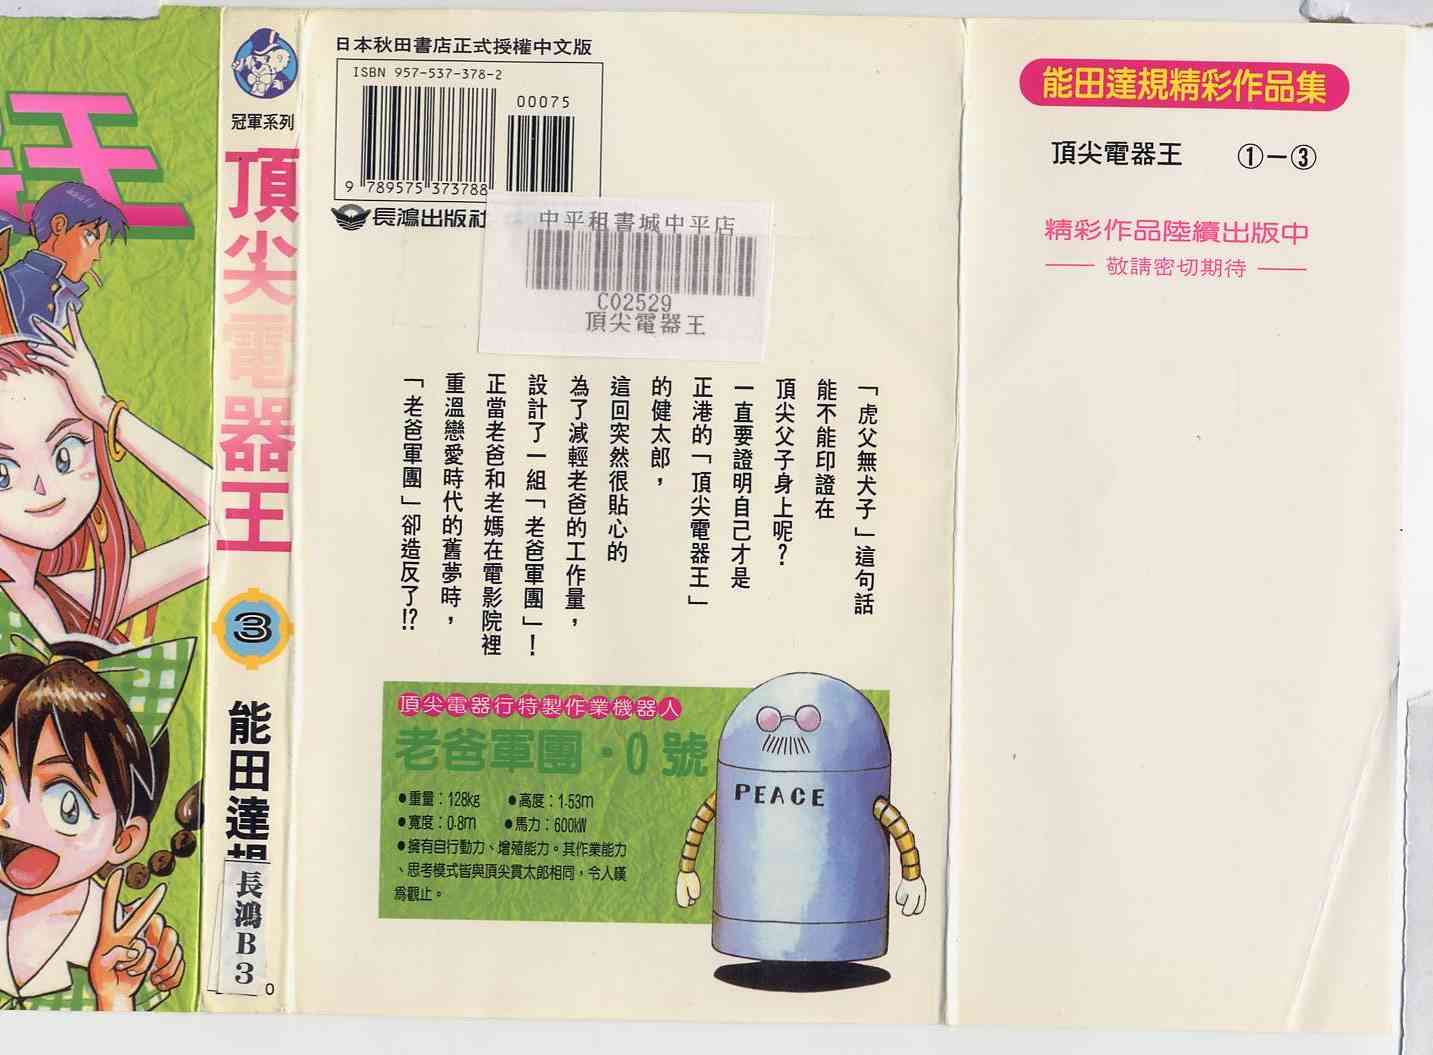 王
冠軍系列
頂尖電器王
3
能田達規
長鴻
B
3
0
日本秋田書店正式授權中文版
ISBN 957-537-378-2
00075
9 789575 373788
長鴻出版社
中平租書城中平店
C02529
頂尖電器王
「虎父無犬子」這句話
能不能印證在
頂尖父子身上呢?
一直要證明自己才是
正港的「頂尖電器王」
的健太郎,
這回突然很貼心的
為了減輕老爸的工作量,
設計了一組「老爸軍團」!
正當老爸和老媽在電影院裡
重溫戀愛時代的舊夢時,
「老爸軍團」卻造反了!?
頂尖電器行特製作業機器人
老爸軍團・0號
●重量:128kg ●高度:1.53m
●寬度:0.8m ●馬力:600kW
●擁有自行動力、增殖能力。其作業能力
、思考模式皆與頂尖貫太郎相同,令人嘆
為觀止。
PEACE
能田達規精彩作品集
頂尖電器王 ①—③
精彩作品陸續出版中
—— 敬請密切期待 ——